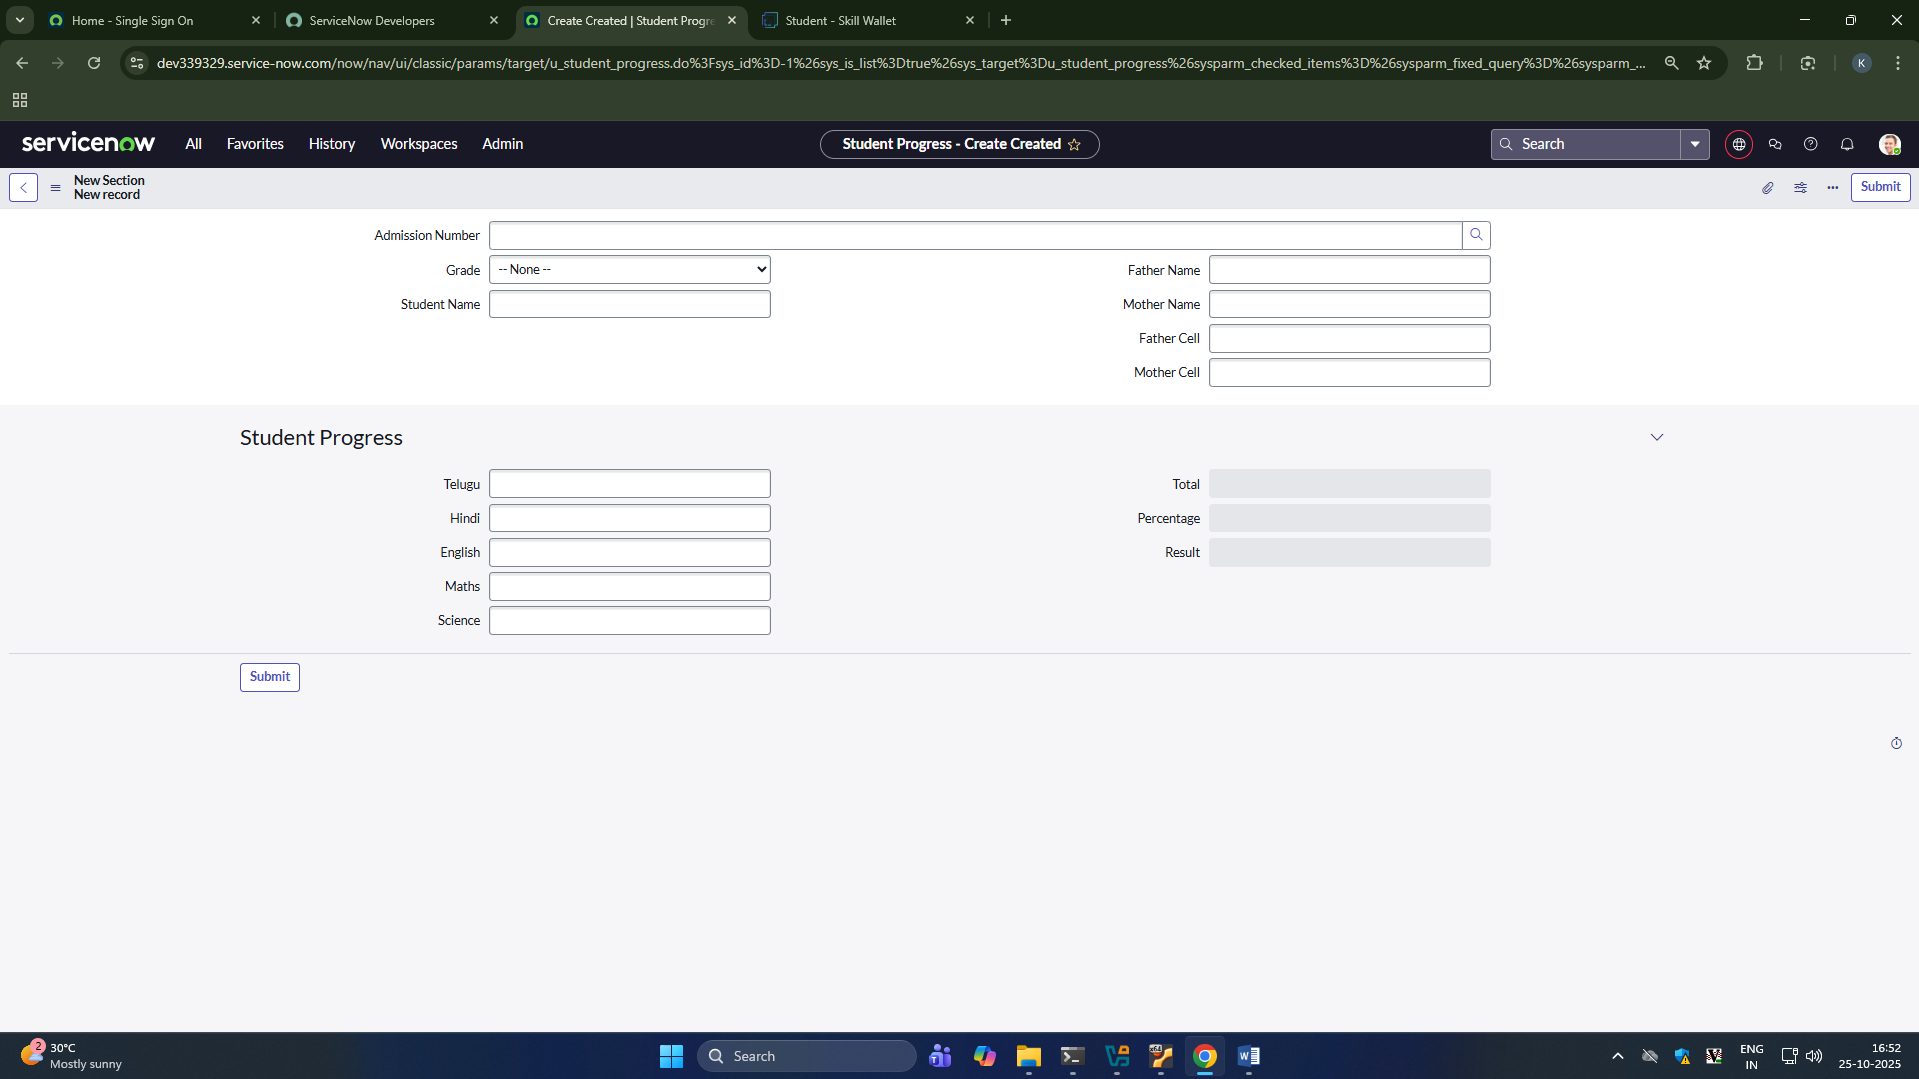 Home - Single Sign On
ServiceNow Developers
Create Created | Student Progre
Student - Skill Wallet
dev339329.service-now.com/now/nav/ui/classic/params/target/u_student_progress.do%3Fsys_id%3D-1%26sys_is_list%3Dtrue%26sys_target%3Du_student_progress%26sysparm_checked_items%3D%26sysparm_fixed_query%3D%26sysparm_...
K
servicenow
All
Favorites
History
Workspaces
Admin
Student Progress - Create Created
Search
New Section
New record
Submit
Admission Number
Grade
-- None --
Student Name
Father Name
Mother Name
Father Cell
Mother Cell
Student Progress
Telugu
Hindi
English
Maths
Science
Total
Percentage
Result
Submit
2
30°C
Mostly sunny
Search
ENG
IN
16:52
25-10-2025